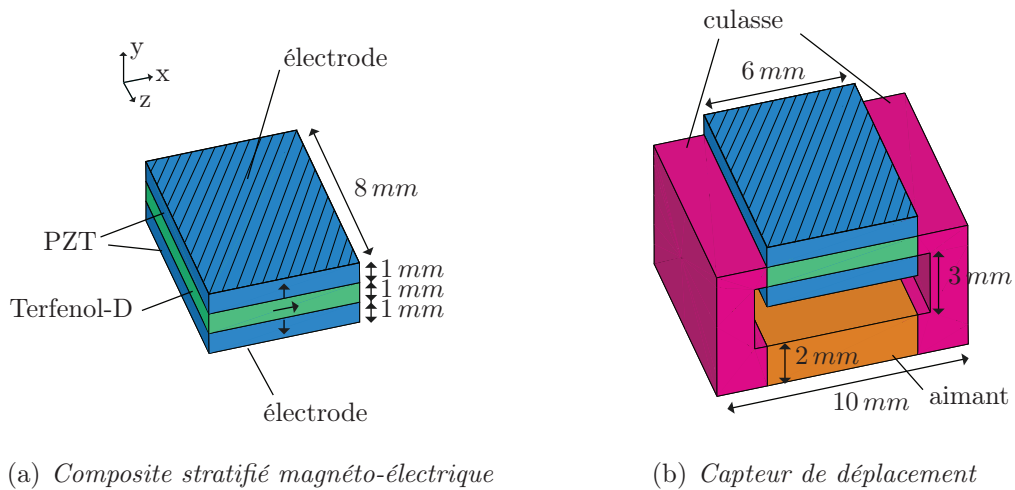 y
x
z
électrode
8 mm
PZT
Terfenol-D
1 mm
1 mm
1 mm
électrode
(a) Composite stratifié magnéto-électrique
culasse
6 mm
3 mm
2 mm
10 mm
aimant
(b) Capteur de déplacement